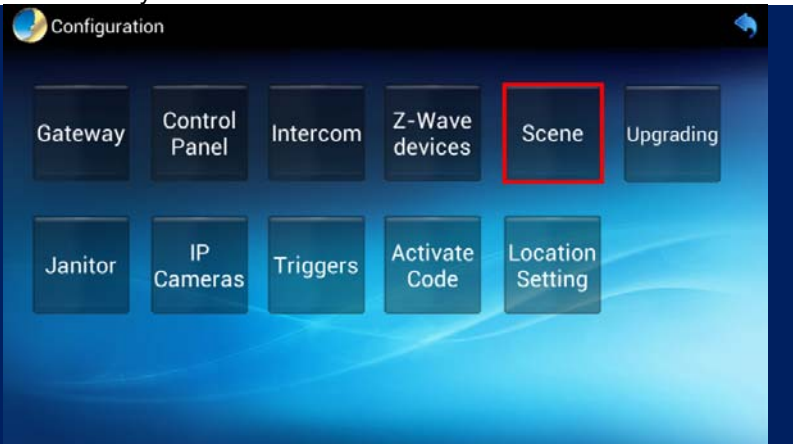 Configuration
Gateway
Control
Panel
Intercom
Z-Wave
devices
Scene
Upgrading
Janitor
IP
Cameras
Triggers
Activate
Code
Location
Setting